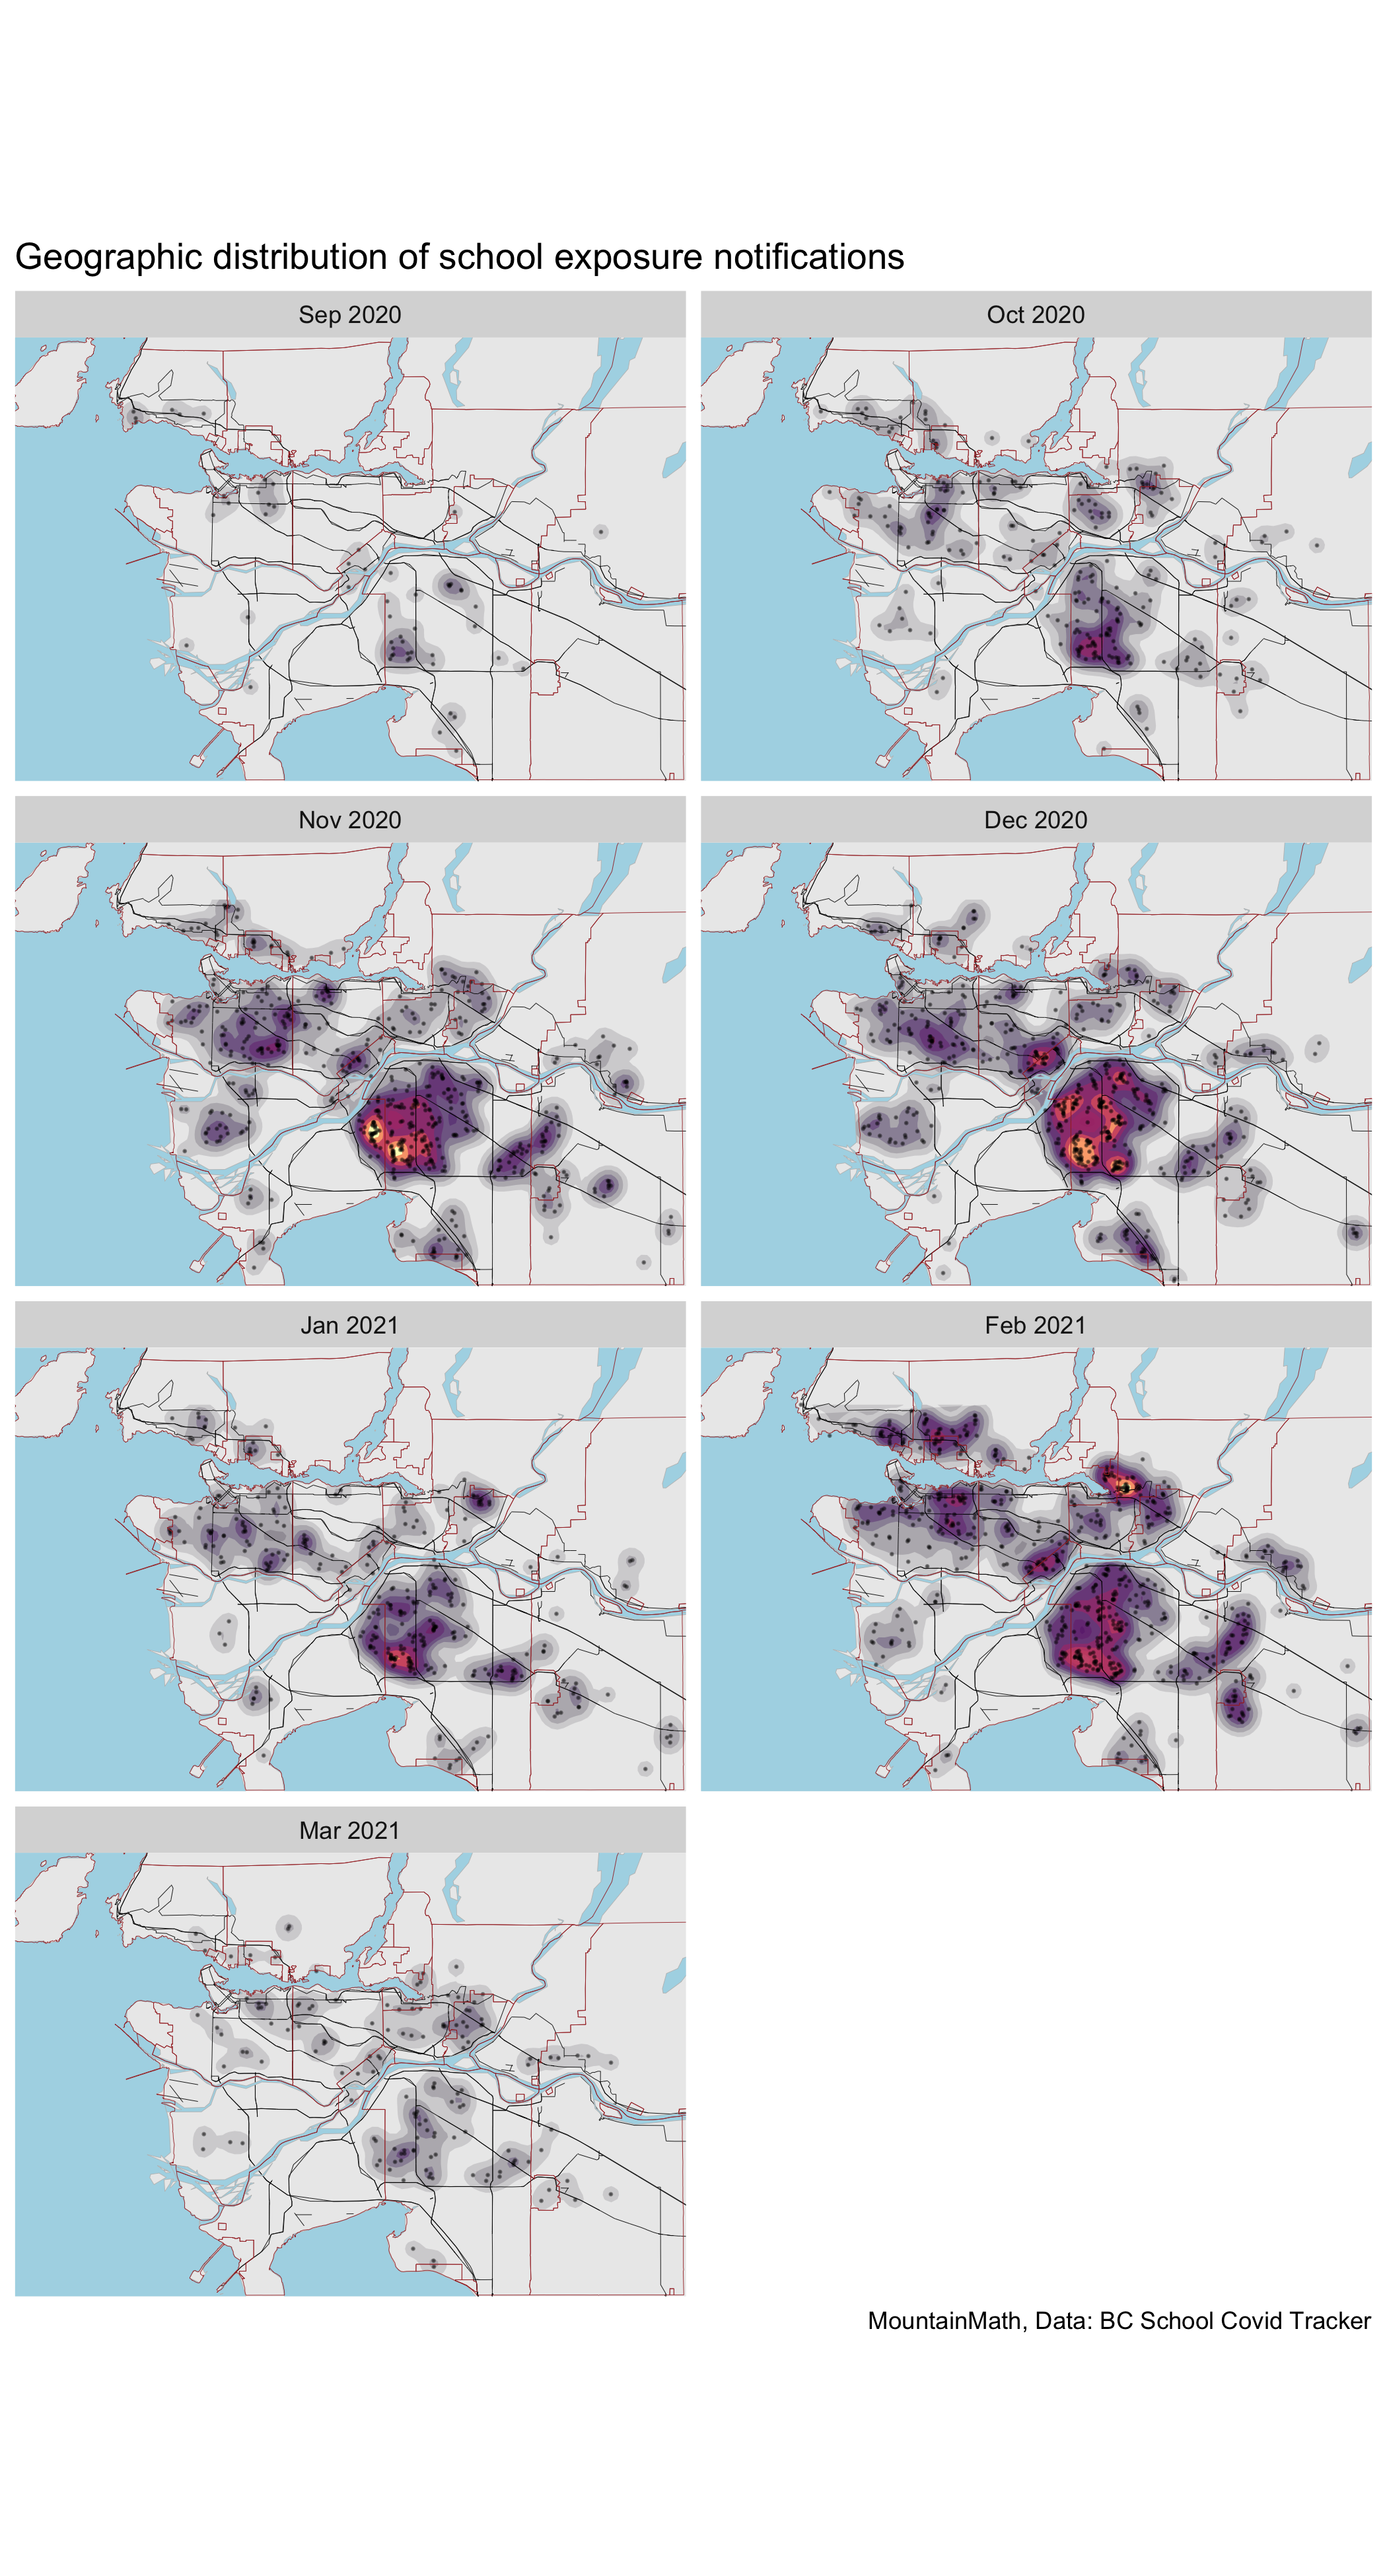 Geographic distribution of school exposure notifications
Sep 2020
Oct 2020
Nov 2020
Dec 2020
Jan 2021
Feb 2021
Mar 2021
MountainMath, Data: BC School Covid Tracker